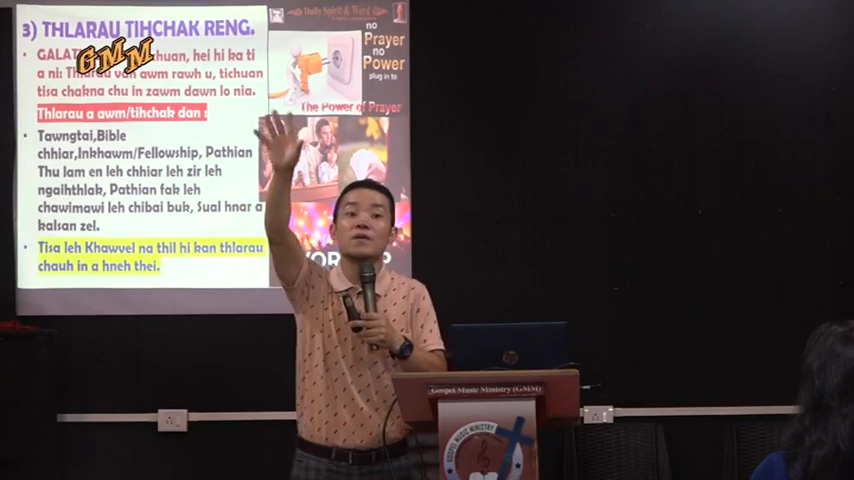 3) THLARAU TIHCHAK RENG.
GMM
chuan, hei hi ka ti
a ni: Thlarau van awm rawh u, tichuan
tisa chakna chu in zawm dawn lo nia.
Thlarau a awm/tihchak dan :
Tawngtai,Bible
chhiar,Inkhawm/Fellowship, Pathian
Thu lam en leh chhiar leh zir leh
ngaihthlak, Pathian fak leh
chawimawi leh chibai buk, Sual hnar a
kalsan zel.
Tisa leh Khawvel na thil hi kan thlarau
chauh in a hneh thei.
Daily Spirit & Word
no
Prayer
no
Power
plug in to
The Power of Prayer
Gospel Music Ministry (GMM)
GOSPEL MUSIC MINISTRY